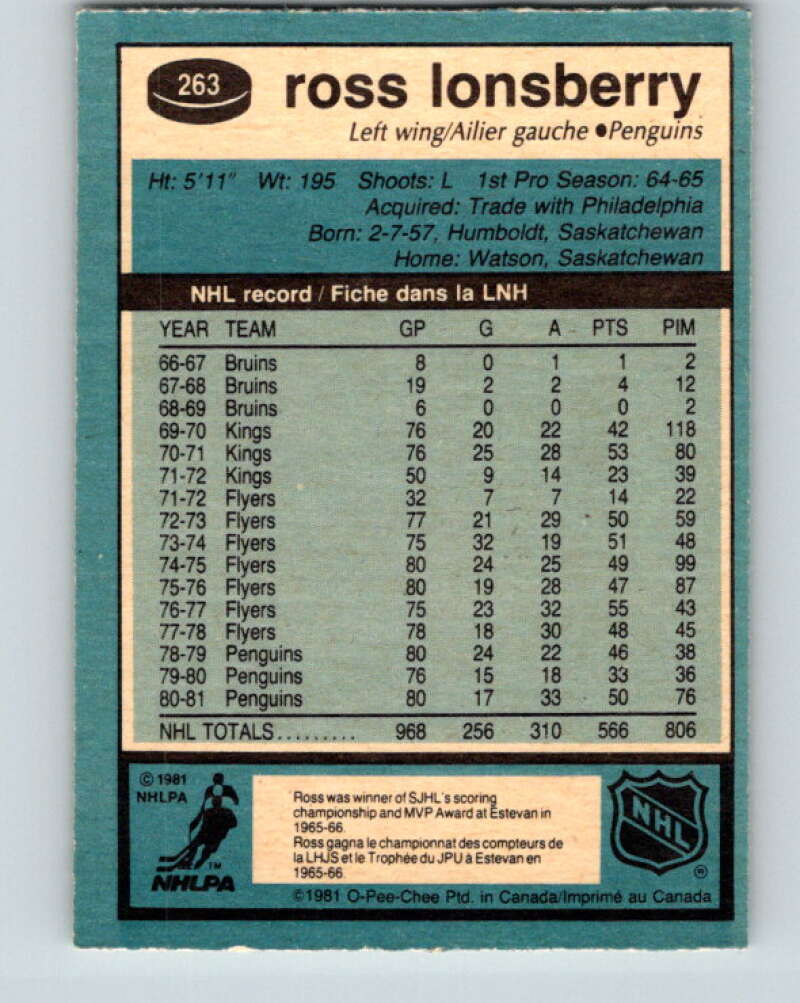 263 ross lonsberry
Left wing/Ailier gauche •Penguins
Ht: 5'11" Wt: 195 Shoots: L 1st Pro Season: 64-65
Acquired: Trade with Philadelphia
Born: 2-7-57, Humboldt, Saskatchewan
Home: Watson, Saskatchewan
NHL record / Fiche dans la LNH
YEAR TEAM GP G A PTS PIM
66-67 Bruins 8 0 1 1 2
67-68 Bruins 19 2 2 4 12
68-69 Bruins 6 0 0 0 2
69-70 Kings 76 20 22 42 118
70-71 Kings 76 25 28 53 80
71-72 Kings 50 9 14 23 39
71-72 Flyers 32 7 7 14 22
72-73 Flyers 77 21 29 50 59
73-74 Flyers 75 32 19 51 48
74-75 Flyers 80 24 25 49 99
75-76 Flyers 80 19 28 47 87
76-77 Flyers 75 23 32 55 43
77-78 Flyers 78 18 30 48 45
78-79 Penguins 80 24 22 46 38
79-80 Penguins 76 15 18 33 36
80-81 Penguins 80 17 33 50 76
NHL TOTALS......... 968 256 310 566 806
© 1981
NHLPA
TM
NHLPA
Ross was winner of SJHL's scoring
championship and MVP Award at Estevan in
1965-66.
Ross gagna le championnat des compteurs de
la LHJS et le Trophée du JPU à Estevan en
1965-66.
NHL
®
©1981 O-Pee-Chee Ptd. in Canada/Imprimé au Canada